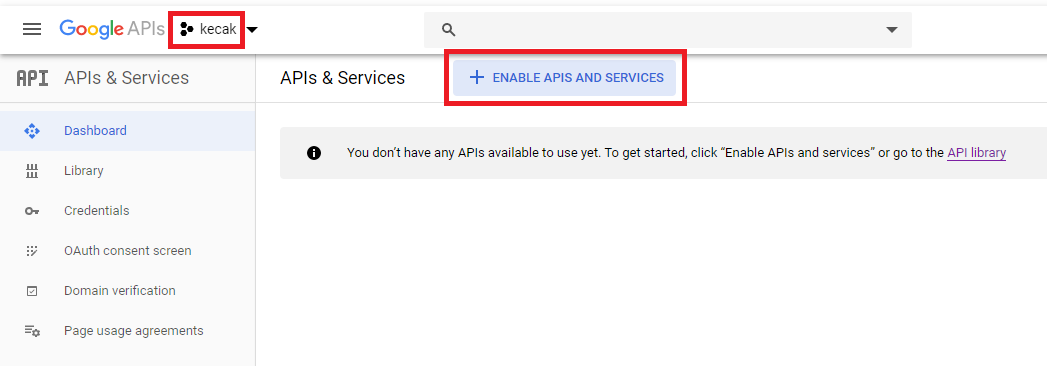 Google APIs kecak
API APIs & Services
APIs & Services + ENABLE APIS AND SERVICES
Dashboard
Library
Credentials
OAuth consent screen
Domain verification
Page usage agreements
You don't have any APIs available to use yet. To get started, click “Enable APIs and services” or go to the API library